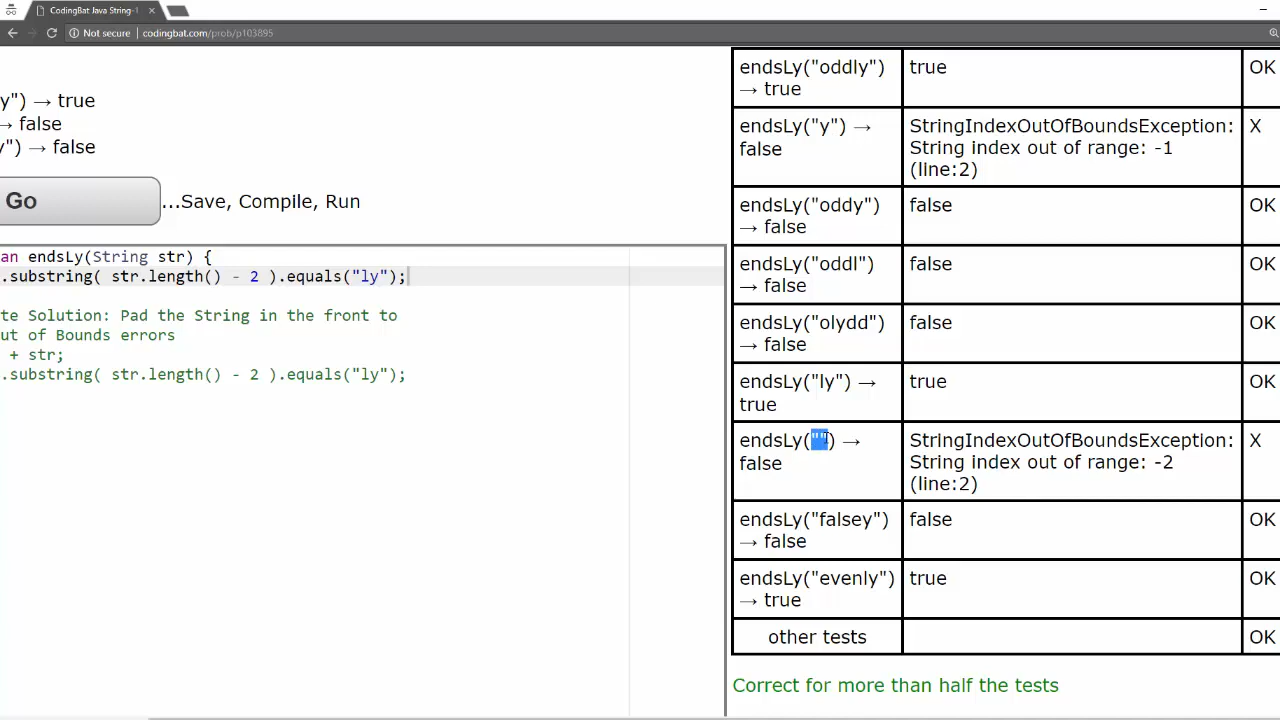 CodingBat Java String-1
Not secure
codingbat.com/prob/p103895
y") → true
→ false
y") → false
Go
...Save, Compile, Run
an endsLy(String str) {
.substring( str.length() - 2 ).equals("ly");
te Solution: Pad the String in the front to
ut of Bounds errors
+ str;
.substring( str.length() - 2 ).equals("ly");
endsLy("oddly") true OK
→ true
endsLy("y") → StringIndexOutOfBoundsException: X
false String index out of range: -1
(line:2)
endsLy("oddy") false OK
→ false
endsLy("oddl") false OK
→ false
endsLy("olydd") false OK
→ false
endsLy("ly") → true OK
true
endsLy("") → StringIndexOutOfBoundsException: X
false String index out of range: -2
(line:2)
endsLy("falsey") false OK
→ false
endsLy("evenly") true OK
→ true
other tests OK
Correct for more than half the tests